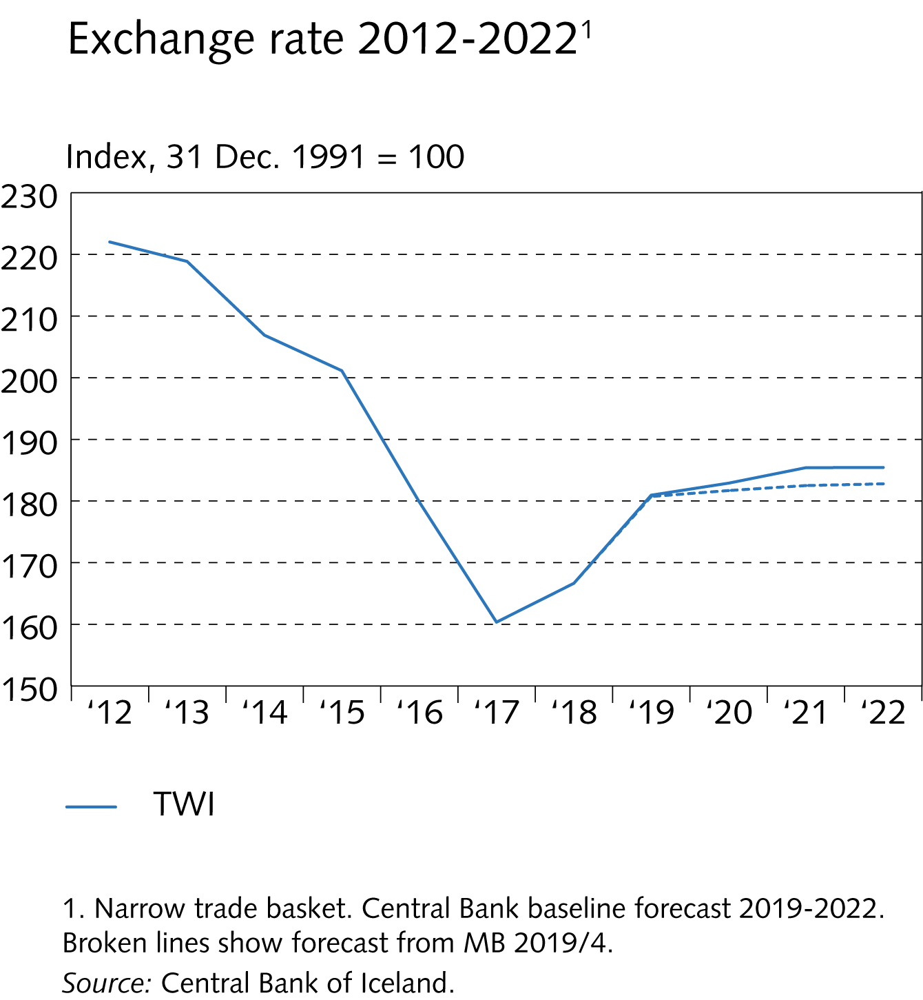 Exchange rate 2012-2022¹
Index, 31 Dec. 1991 = 100
230
220
210
200
190
180
170
160
150
‘12 ‘13 ‘14 ‘15 ‘16 ‘17 ‘18 ‘19 ‘20 ‘21 ‘22
TWI
1. Narrow trade basket. Central Bank baseline forecast 2019-2022.
Broken lines show forecast from MB 2019/4.
Source: Central Bank of Iceland.